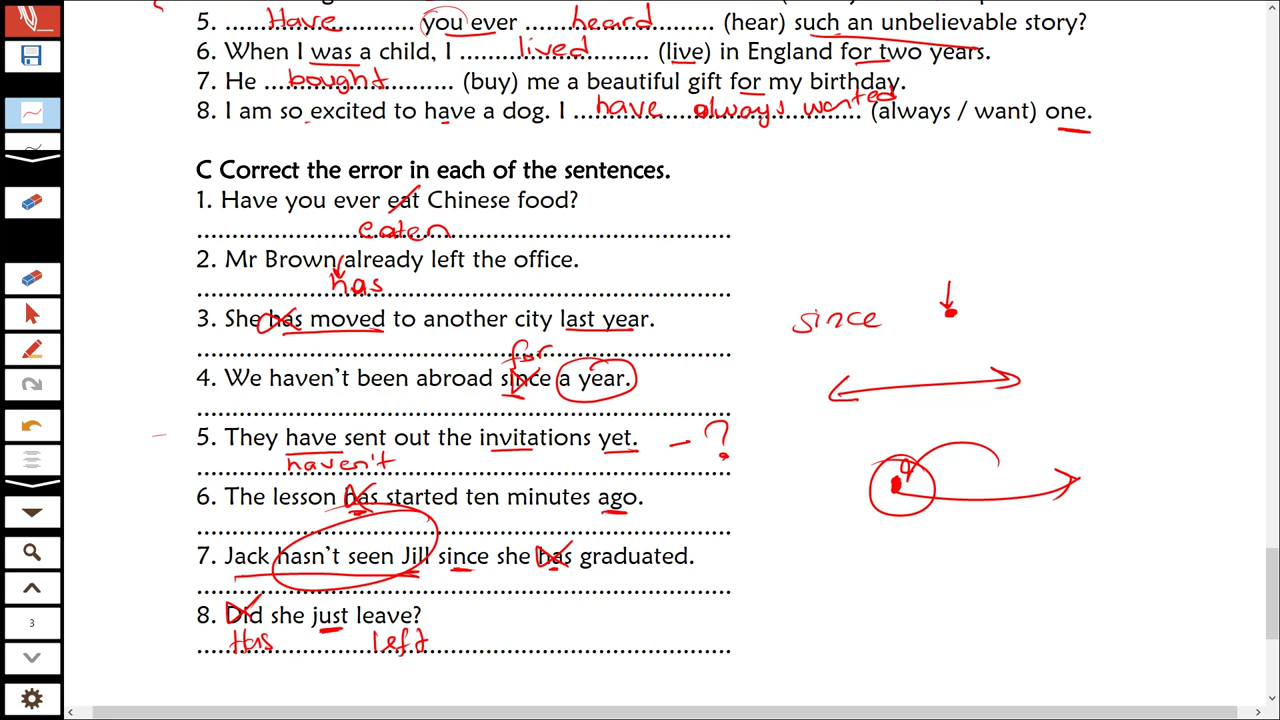 5. ......Have...... you ever ......heard...... (hear) such an unbelievable story?
6. When I was a child, I ......lived...... (live) in England for two years.
7. He ......bought...... (buy) me a beautiful gift for my birthday.
8. I am so excited to have a dog. I ...have always wanted... (always / want) one.
C Correct the error in each of the sentences.
1. Have you ever eat Chinese food?
eaten
2. Mr Brown already left the office.
has
3. She has moved to another city last year.
since
for
4. We haven't been abroad since a year.
5. They have sent out the invitations yet. – ?
haven't
6. The lesson has started ten minutes ago.
7. Jack hasn't seen Jill since she has graduated.
8. Did she just leave?
Has left
3